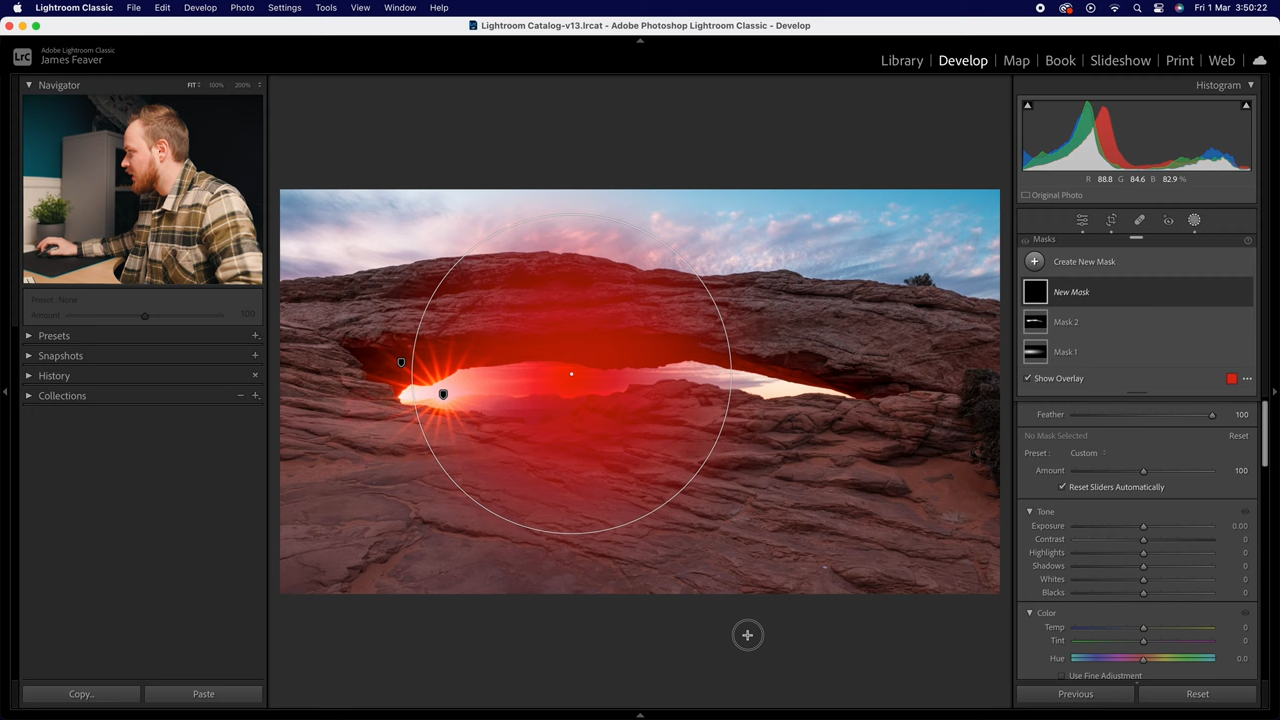 Lightroom Classic File Edit Develop Photo Settings Tools View Window Help Fri 1 Mar 3:50:22
Lightroom Catalog-v13.lrcat - Adobe Photoshop Lightroom Classic - Develop
LrC
Adobe Lightroom Classic
James Feaver
Library | Develop | Map | Book | Slideshow | Print | Web
Navigator FIT 100% 200%
Preset: None
Amount 100
Presets
Snapshots
History
Collections
Copy... Paste
Histogram
R 88.8 G 84.6 B 82.9 %
Original Photo
Masks
Create New Mask
New Mask
Mask 2
Mask 1
Show Overlay
Feather 100
No Mask Selected Reset
Preset : Custom
Amount 100
Reset Sliders Automatically
Tone
Exposure 0.00
Contrast 0
Highlights 0
Shadows 0
Whites 0
Blacks 0
Color
Temp 0
Tint 0
Hue 0.0
Use Fine Adjustment
Previous Reset